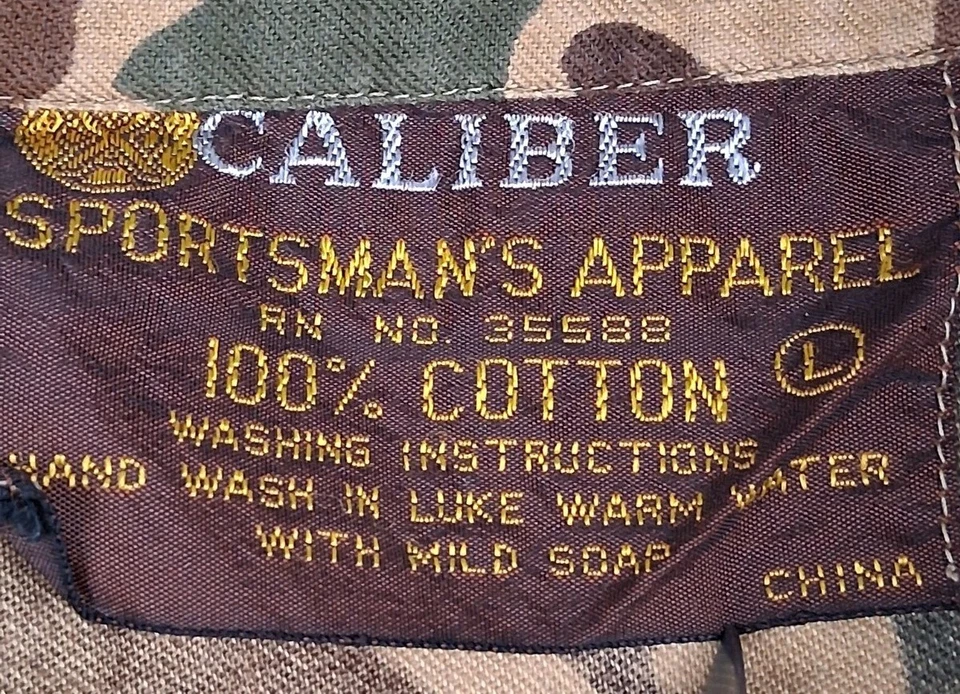 CALIBER
SPORTSMAN'S APPAREL
RN NO. 35588
100% COTTON L
WASHING INSTRUCTIONS
HAND WASH IN LUKE WARM WATER
WITH MILD SOAP
CHINA